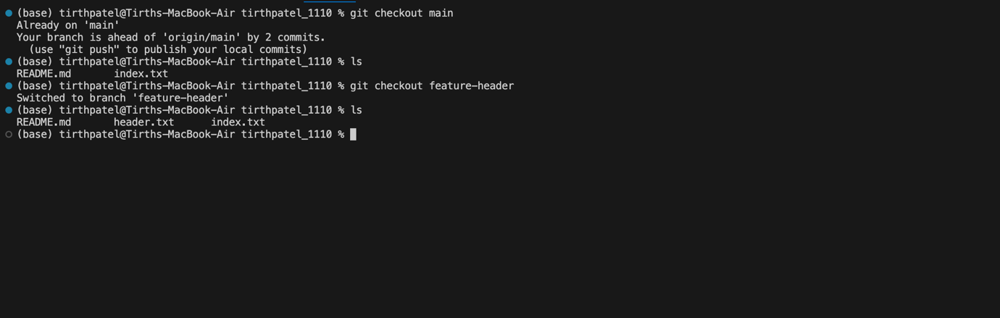 (base) tirthpatel@Tirths-MacBook-Air tirthpatel_1110 % git checkout main
Already on 'main'
Your branch is ahead of 'origin/main' by 2 commits.
  (use "git push" to publish your local commits)
(base) tirthpatel@Tirths-MacBook-Air tirthpatel_1110 % ls
README.md       index.txt
(base) tirthpatel@Tirths-MacBook-Air tirthpatel_1110 % git checkout feature-header
Switched to branch 'feature-header'
(base) tirthpatel@Tirths-MacBook-Air tirthpatel_1110 % ls
README.md       header.txt      index.txt
(base) tirthpatel@Tirths-MacBook-Air tirthpatel_1110 %